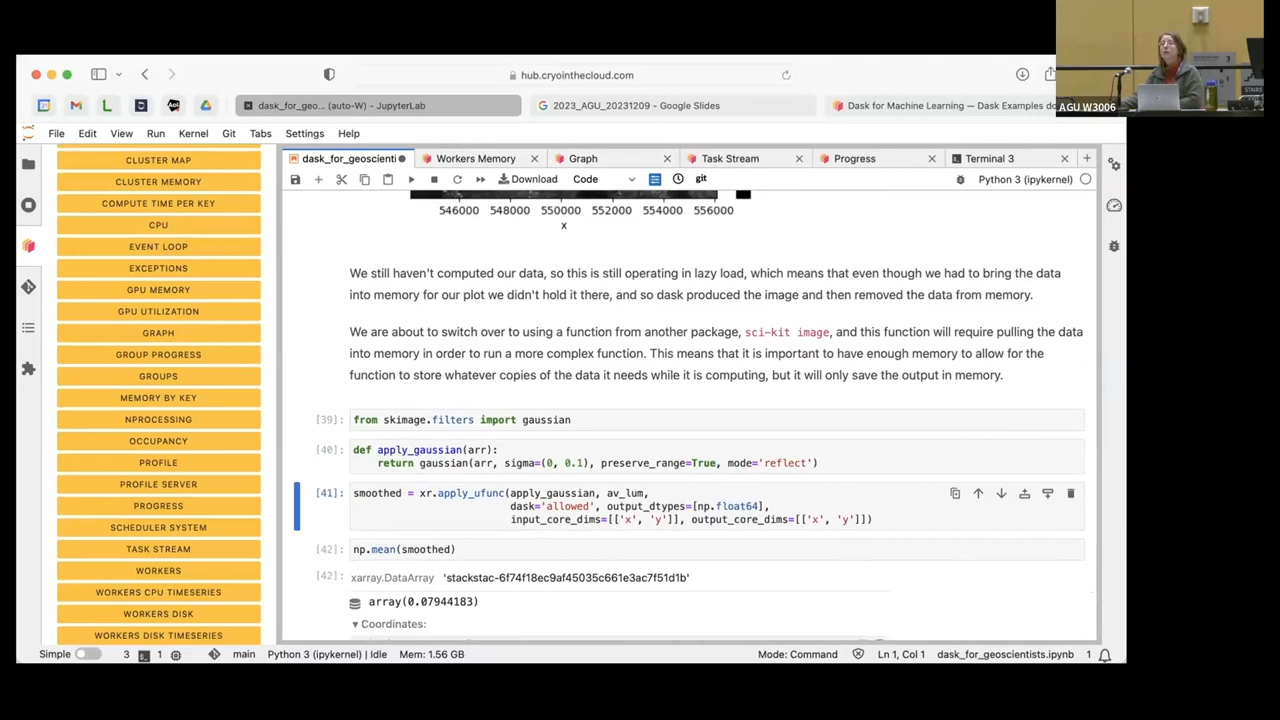 hub.cryointhecloud.com
dask_for_geo... (auto-W) - JupyterLab
2023_AGU_20231209 - Google Slides
Dask for Machine Learning — Dask Examples do
AGU W3006
File Edit View Run Kernel Git Tabs Settings Help
dask_for_geoscienti
Workers Memory
Graph
Task Stream
Progress
Terminal 3
Download
Code
git
Python 3 (ipykernel)
CLUSTER MAP
CLUSTER MEMORY
COMPUTE TIME PER KEY
CPU
EVENT LOOP
EXCEPTIONS
GPU MEMORY
GPU UTILIZATION
GRAPH
GROUP PROGRESS
GROUPS
MEMORY BY KEY
NPROCESSING
OCCUPANCY
PROFILE
PROFILE SERVER
PROGRESS
SCHEDULER SYSTEM
TASK STREAM
WORKERS
WORKERS CPU TIMESERIES
WORKERS DISK
WORKERS DISK TIMESERIES
546000 548000 550000 552000 554000 556000
x
We still haven't computed our data, so this is still operating in lazy load, which means that even though we had to bring the data
into memory for our plot we didn't hold it there, and so dask produced the image and then removed the data from memory.
We are about to switch over to using a function from another package, sci-kit image, and this function will require pulling the data
into memory in order to run a more complex function. This means that it is important to have enough memory to allow for the
function to store whatever copies of the data it needs while it is computing, but it will only save the output in memory.
[39]: from skimage.filters import gaussian
[40]: def apply_gaussian(arr):
return gaussian(arr, sigma=(0, 0.1), preserve_range=True, mode='reflect')
[41]: smoothed = xr.apply_ufunc(apply_gaussian, av_lum,
dask='allowed', output_dtypes=[np.float64],
input_core_dims=[['x', 'y']], output_core_dims=[['x', 'y']])
[42]: np.mean(smoothed)
[42]: xarray.DataArray 'stackstac-6f74f18ec9af45035c661e3ac7f51d1b'
array(0.07944183)
▼ Coordinates:
Simple 3 1 main Python 3 (ipykernel) | Idle Mem: 1.56 GB Mode: Command Ln 1, Col 1 dask_for_geoscientists.ipynb 1